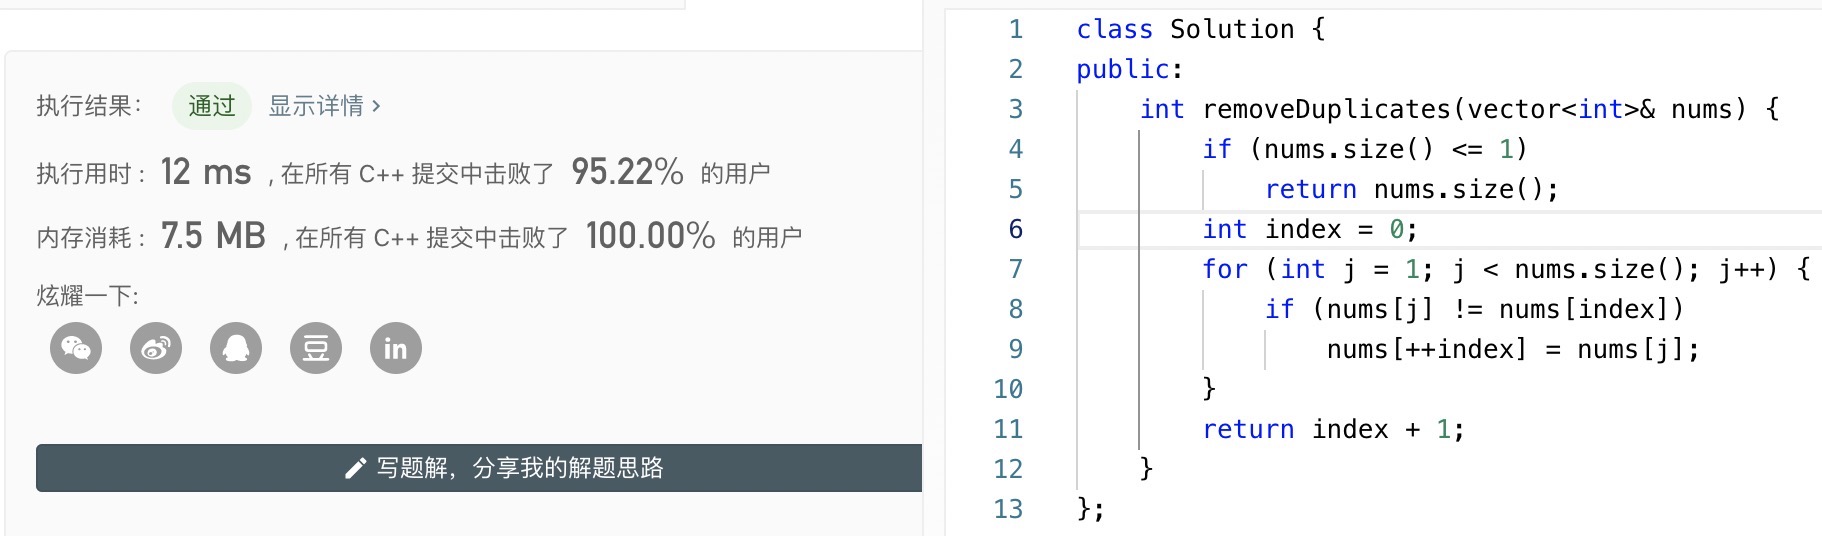 执行结果： 通过 显示详情 >
执行用时 : 12 ms , 在所有 C++ 提交中击败了 95.22% 的用户
内存消耗 : 7.5 MB , 在所有 C++ 提交中击败了 100.00% 的用户
炫耀一下:
豆 in
写题解，分享我的解题思路
1 class Solution {
2 public:
3 int removeDuplicates(vector<int>& nums) {
4 if (nums.size() <= 1)
5 return nums.size();
6 int index = 0;
7 for (int j = 1; j < nums.size(); j++) {
8 if (nums[j] != nums[index])
9 nums[++index] = nums[j];
10 }
11 return index + 1;
12 }
13 };